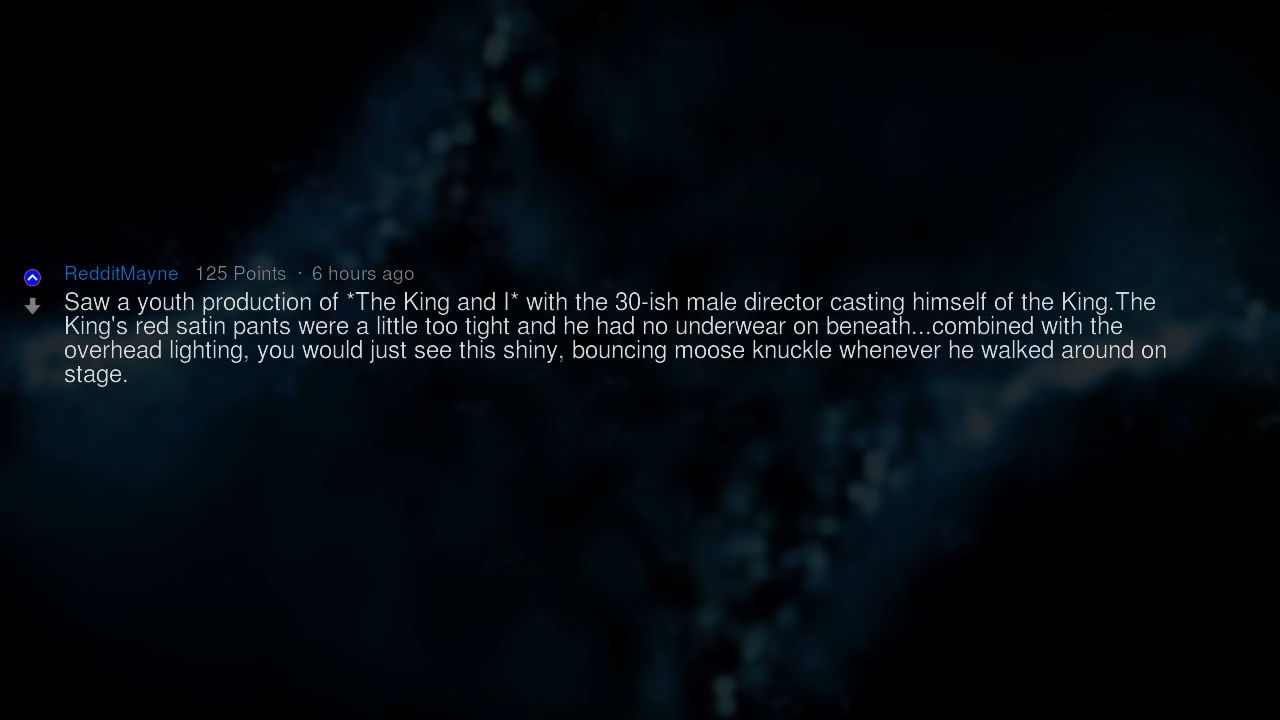 RedditMayne 125 Points · 6 hours ago
Saw a youth production of *The King and I* with the 30-ish male director casting himself of the King.The
King's red satin pants were a little too tight and he had no underwear on beneath...combined with the
overhead lighting, you would just see this shiny, bouncing moose knuckle whenever he walked around on
stage.